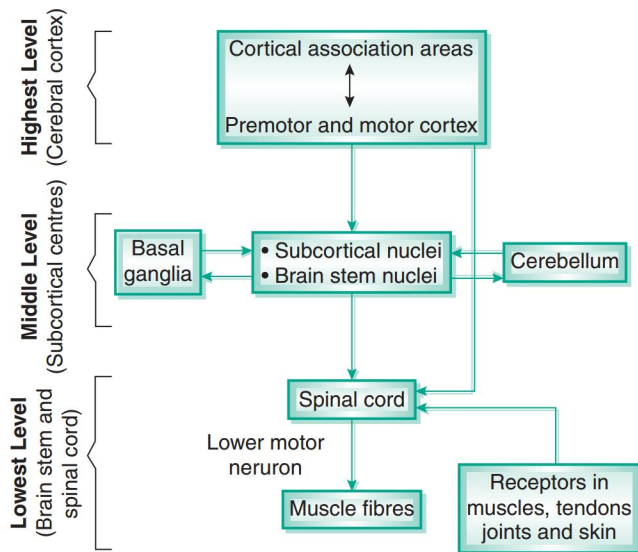 Highest Level
(Cerebral cortex)
Cortical association areas
Premotor and motor cortex
Middle Level
(Subcortical centres)
Basal
ganglia
• Subcortical nuclei
• Brain stem nuclei
Cerebellum
Lowest Level
(Brain stem and
spinal cord)
Spinal cord
Lower motor
neruron
Muscle fibres
Receptors in
muscles, tendons
joints and skin